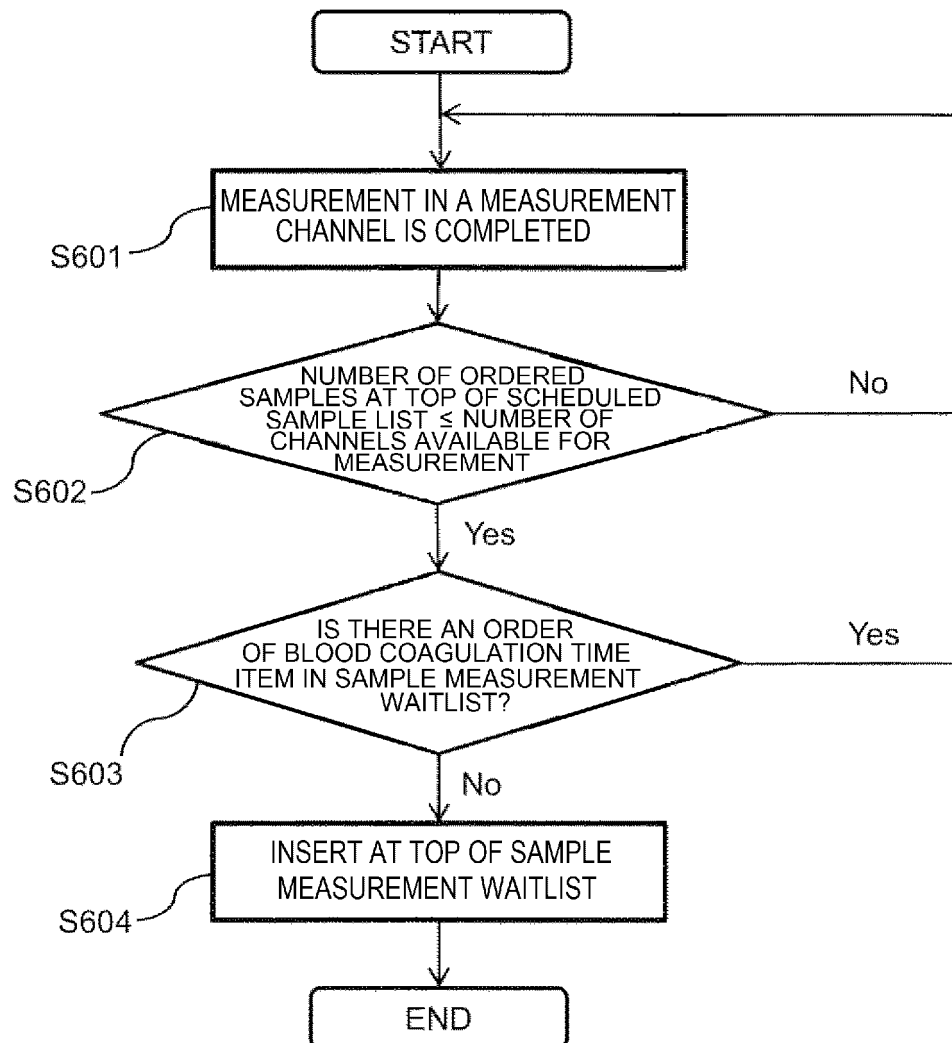 START
MEASUREMENT IN A MEASUREMENT
CHANNEL IS COMPLETED
S601
NUMBER OF ORDERED
SAMPLES AT TOP OF SCHEDULED
SAMPLE LIST ≤ NUMBER OF
CHANNELS AVAILABLE FOR
MEASUREMENT
No
S602
Yes
IS THERE AN ORDER
OF BLOOD COAGULATION TIME
ITEM IN SAMPLE MEASUREMENT
WAITLIST?
Yes
S603
No
INSERT AT TOP OF SAMPLE
MEASUREMENT WAITLIST
S604
END